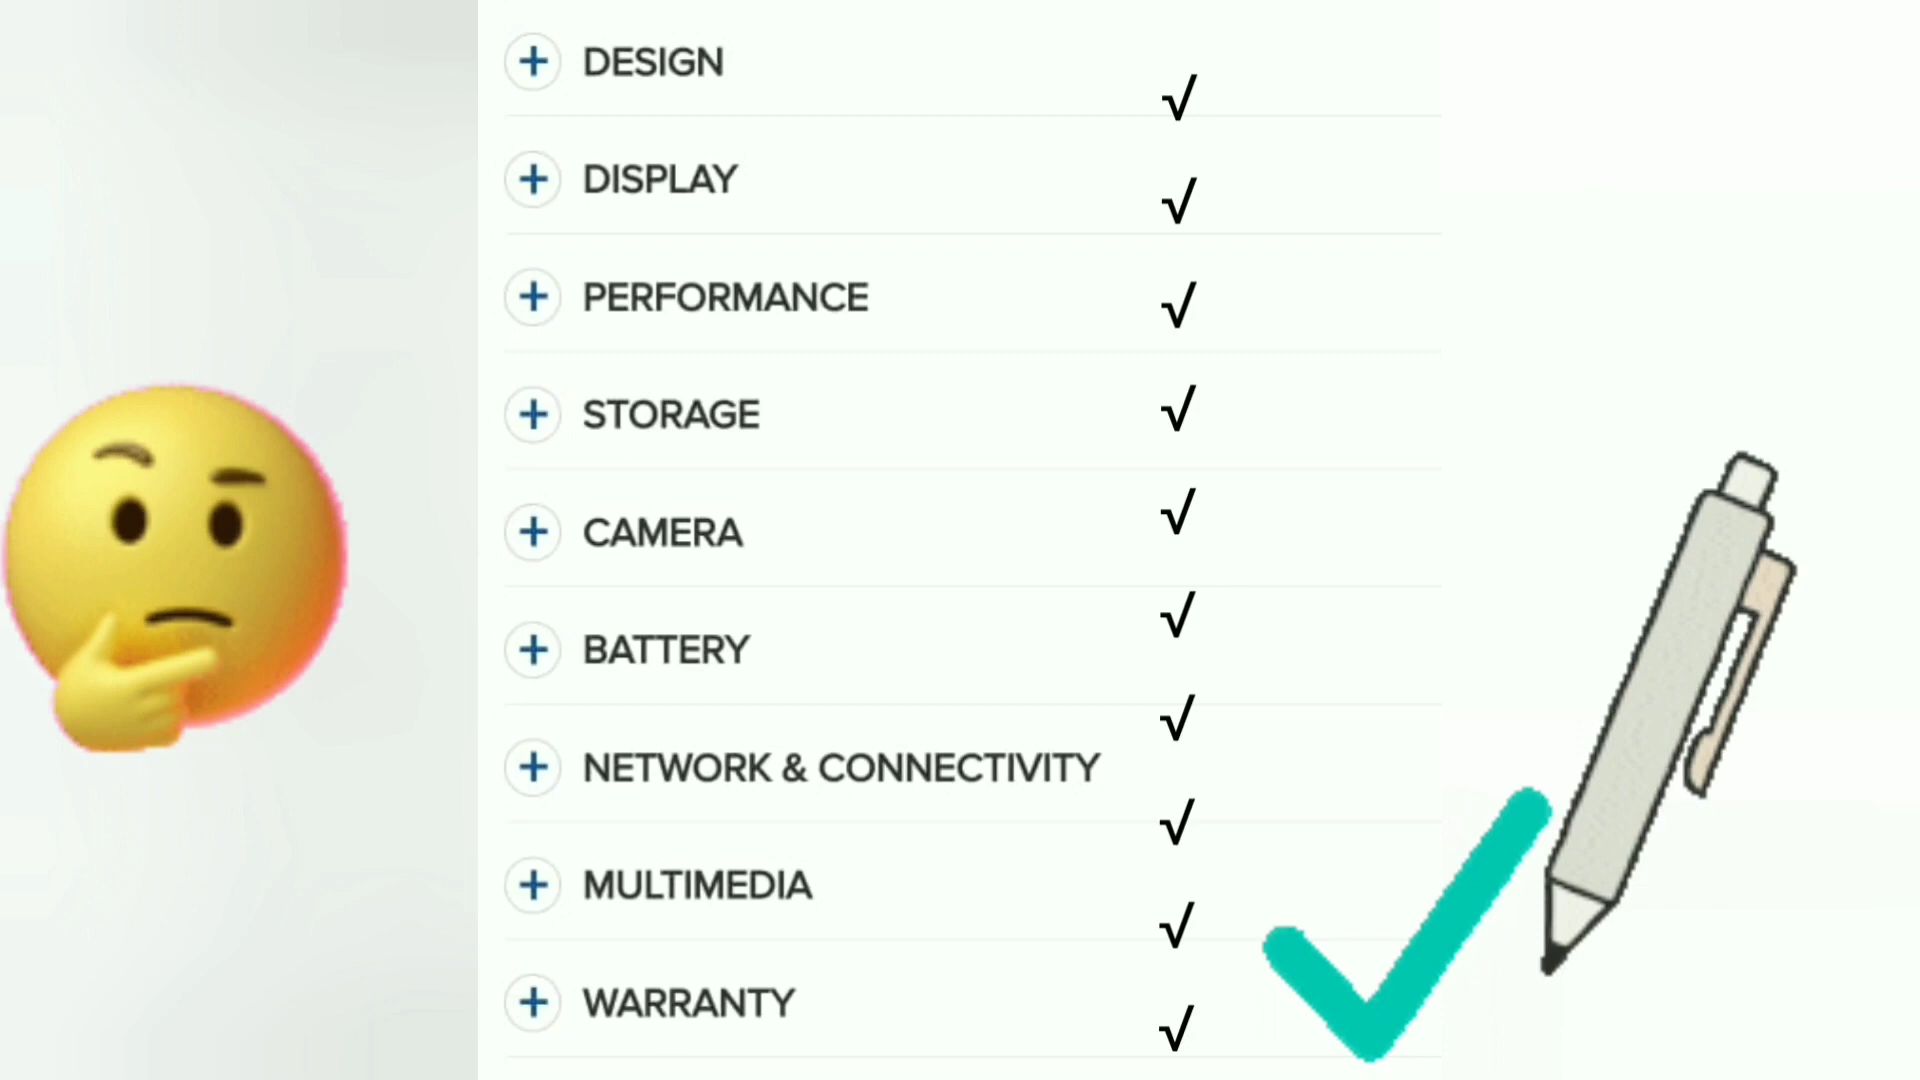 DESIGN
√
DISPLAY
√
PERFORMANCE
√
STORAGE
√
CAMERA
√
BATTERY
√
NETWORK & CONNECTIVITY
√
MULTIMEDIA
√
√
WARRANTY
√